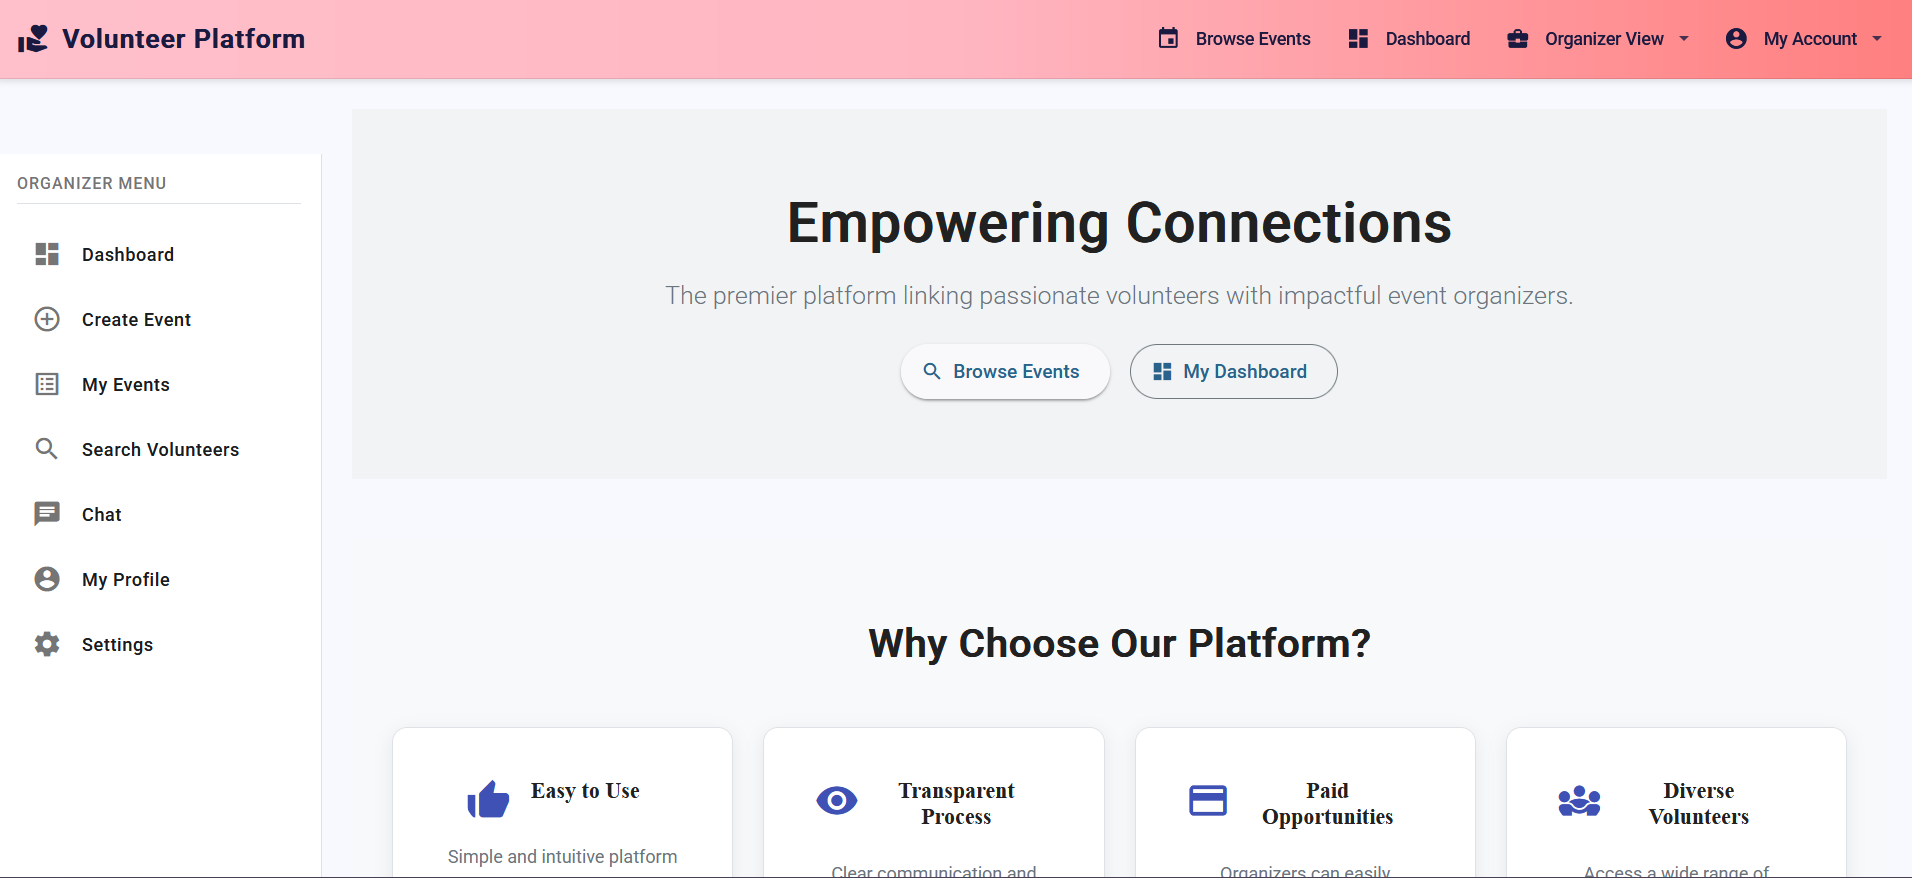 Volunteer Platform
Browse Events
Dashboard
Organizer View
My Account
ORGANIZER MENU
Dashboard
Create Event
My Events
Search Volunteers
Chat
My Profile
Settings
Empowering Connections
The premier platform linking passionate volunteers with impactful event organizers.
Browse Events
My Dashboard
Why Choose Our Platform?
Easy to Use
Simple and intuitive platform
Transparent
Process
Clear communication and
Paid
Opportunities
Organizers can easily
Diverse
Volunteers
Access a wide range of